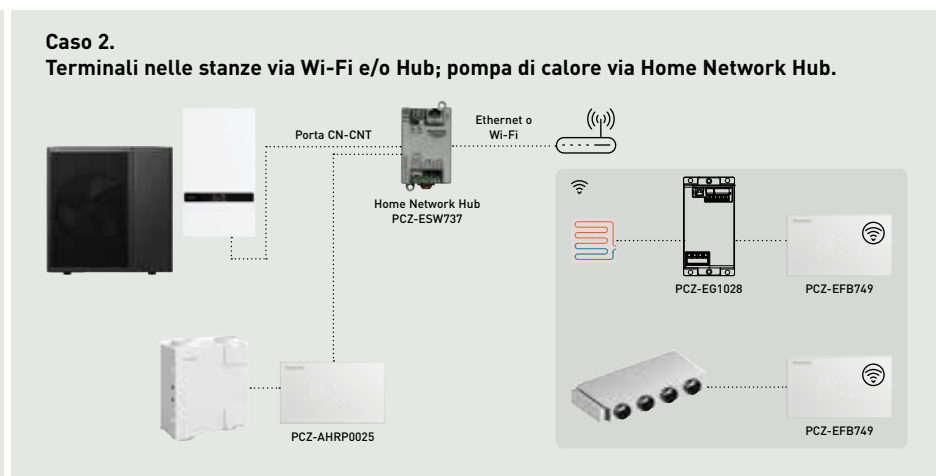 Caso 2.
Terminali nelle stanze via Wi-Fi e/o Hub; pompa di calore via Home Network Hub.
Porta CN-CNT
Ethernet o
Wi-Fi
Home Network Hub
PCZ-ESW737
PCZ-EG1028
PCZ-EFB749
PCZ-AHRP0025
PCZ-EFB749